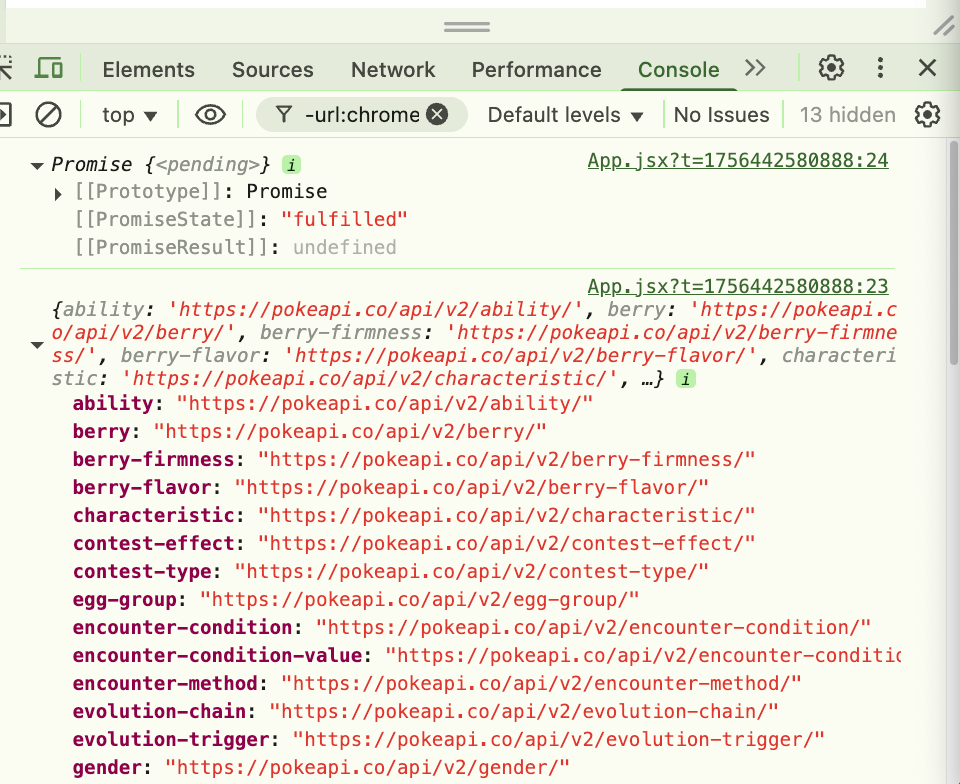 Elements Sources Network Performance Console
top -url:chrome Default levels No Issues 13 hidden
Promise {<pending>} i App.jsx?t=1756442580888:24
[[Prototype]]: Promise
[[PromiseState]]: "fulfilled"
[[PromiseResult]]: undefined
App.jsx?t=1756442580888:23
{ability: 'https://pokeapi.co/api/v2/ability/', berry: 'https://pokeapi.c
o/api/v2/berry/', berry-firmness: 'https://pokeapi.co/api/v2/berry-firmne
ss/', berry-flavor: 'https://pokeapi.co/api/v2/berry-flavor/', characteri
stic: 'https://pokeapi.co/api/v2/characteristic/', …} i
ability: "https://pokeapi.co/api/v2/ability/"
berry: "https://pokeapi.co/api/v2/berry/"
berry-firmness: "https://pokeapi.co/api/v2/berry-firmness/"
berry-flavor: "https://pokeapi.co/api/v2/berry-flavor/"
characteristic: "https://pokeapi.co/api/v2/characteristic/"
contest-effect: "https://pokeapi.co/api/v2/contest-effect/"
contest-type: "https://pokeapi.co/api/v2/contest-type/"
egg-group: "https://pokeapi.co/api/v2/egg-group/"
encounter-condition: "https://pokeapi.co/api/v2/encounter-condition/"
encounter-condition-value: "https://pokeapi.co/api/v2/encounter-conditic
encounter-method: "https://pokeapi.co/api/v2/encounter-method/"
evolution-chain: "https://pokeapi.co/api/v2/evolution-chain/"
evolution-trigger: "https://pokeapi.co/api/v2/evolution-trigger/"
gender: "https://pokeapi.co/api/v2/gender/"